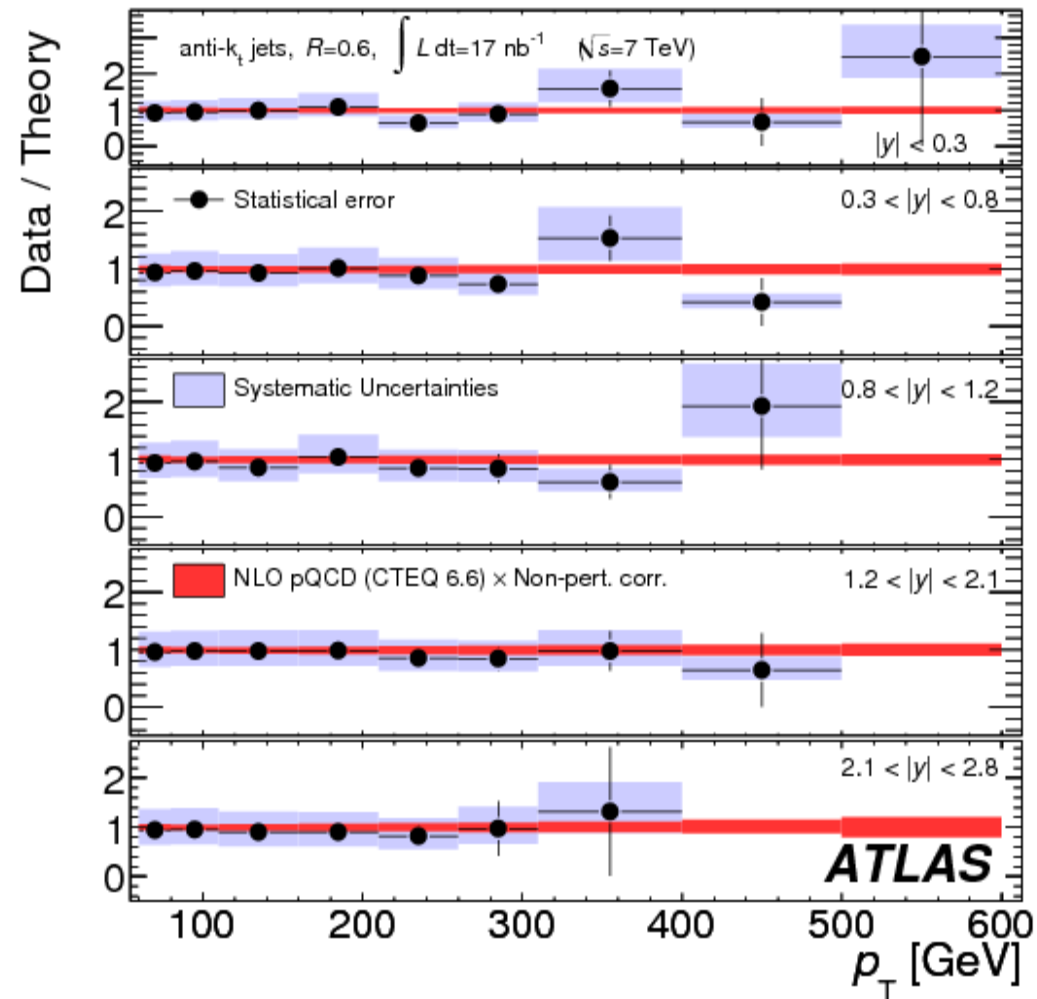 Data / Theory
anti-k_t jets, R=0.6, ∫ L dt=17 nb⁻¹ (√s=7 TeV)
2
1
0
|y| < 0.3
Statistical error
0.3 < |y| < 0.8
2
1
0
Systematic Uncertainties
0.8 < |y| < 1.2
2
1
0
NLO pQCD (CTEQ 6.6) × Non-pert. corr.
1.2 < |y| < 2.1
2
1
0
2.1 < |y| < 2.8
2
1
0
ATLAS
100 200 300 400 500 600
p_T [GeV]